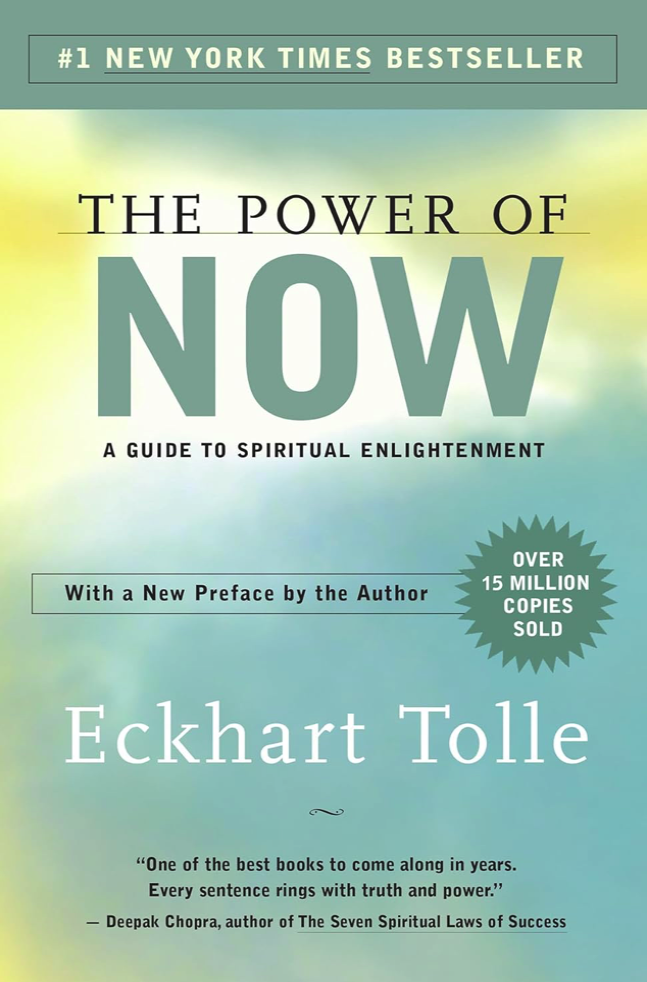 #1 NEW YORK TIMES BESTSELLER
THE POWER OF
NOW
A GUIDE TO SPIRITUAL ENLIGHTENMENT
With a New Preface by the Author
OVER
15 MILLION
COPIES
SOLD
Eckhart Tolle
“One of the best books to come along in years.
Every sentence rings with truth and power.”
— Deepak Chopra, author of The Seven Spiritual Laws of Success